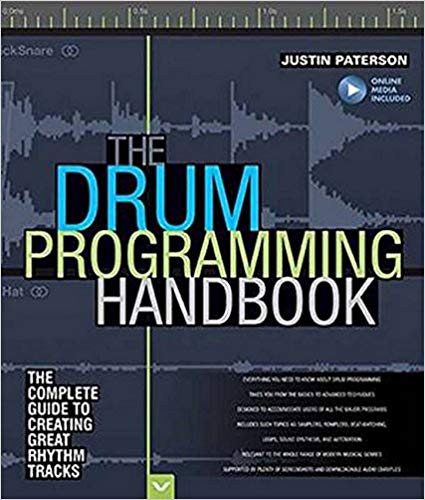 0.0ms
0.5s
1.0s
1.5s
ckSnare
JUSTIN PATERSON
ONLINE
MEDIA
INCLUDED
THE
DRUM
PROGRAMMING
HANDBOOK
Hat
THE
COMPLETE
GUIDE TO
CREATING
GREAT
RHYTHM
TRACKS
EVERYTHING YOU NEED TO KNOW ABOUT DRUM PROGRAMMING
TAKES YOU FROM THE BASICS TO ADVANCED TECHNIQUES
DESIGNED TO ACCOMMODATE USERS OF ALL THE MAJOR PROGRAMS
INCLUDES SUCH TOPICS AS SAMPLERS, ROMPLERS, BEAT-MATCHING,
LOOPS, SOUND SYNTHESIS, AND AUTOMATION
RELEVANT TO THE WHOLE RANGE OF MODERN MUSICAL GENRES
SUPPORTED BY PLENTY OF SCREENSHOTS AND DOWNLOADABLE AUDIO EXAMPLES